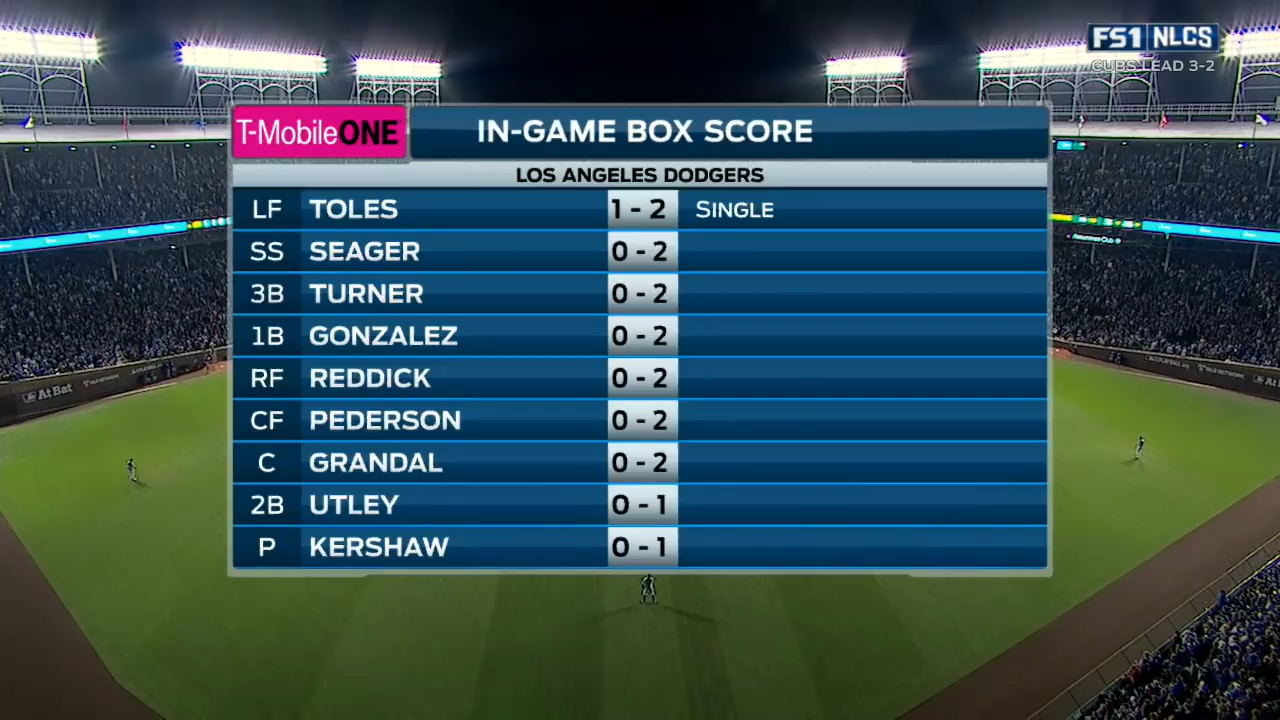 FS1 NLCS
CUBS LEAD 3-2
T-MobileONE IN-GAME BOX SCORE
LOS ANGELES DODGERS
LF TOLES 1 - 2 SINGLE
SS SEAGER 0 - 2
3B TURNER 0 - 2
1B GONZALEZ 0 - 2
RF REDDICK 0 - 2
CF PEDERSON 0 - 2
C GRANDAL 0 - 2
2B UTLEY 0 - 1
P KERSHAW 0 - 1
At Bat